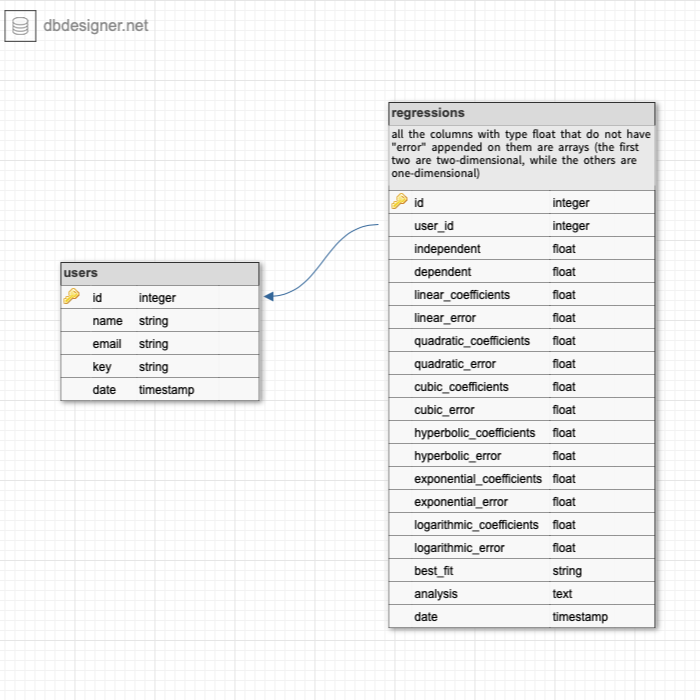 dbdesigner.net
regressions
all the columns with type float that do not have
"error" appended on them are arrays (the first
two are two-dimensional, while the others are
one-dimensional)
id integer
user_id integer
independent float
dependent float
linear_coefficients float
linear_error float
quadratic_coefficients float
quadratic_error float
cubic_coefficients float
cubic_error float
hyperbolic_coefficients float
hyperbolic_error float
exponential_coefficients float
exponential_error float
logarithmic_coefficients float
logarithmic_error float
best_fit string
analysis text
date timestamp
users
id integer
name string
email string
key string
date timestamp